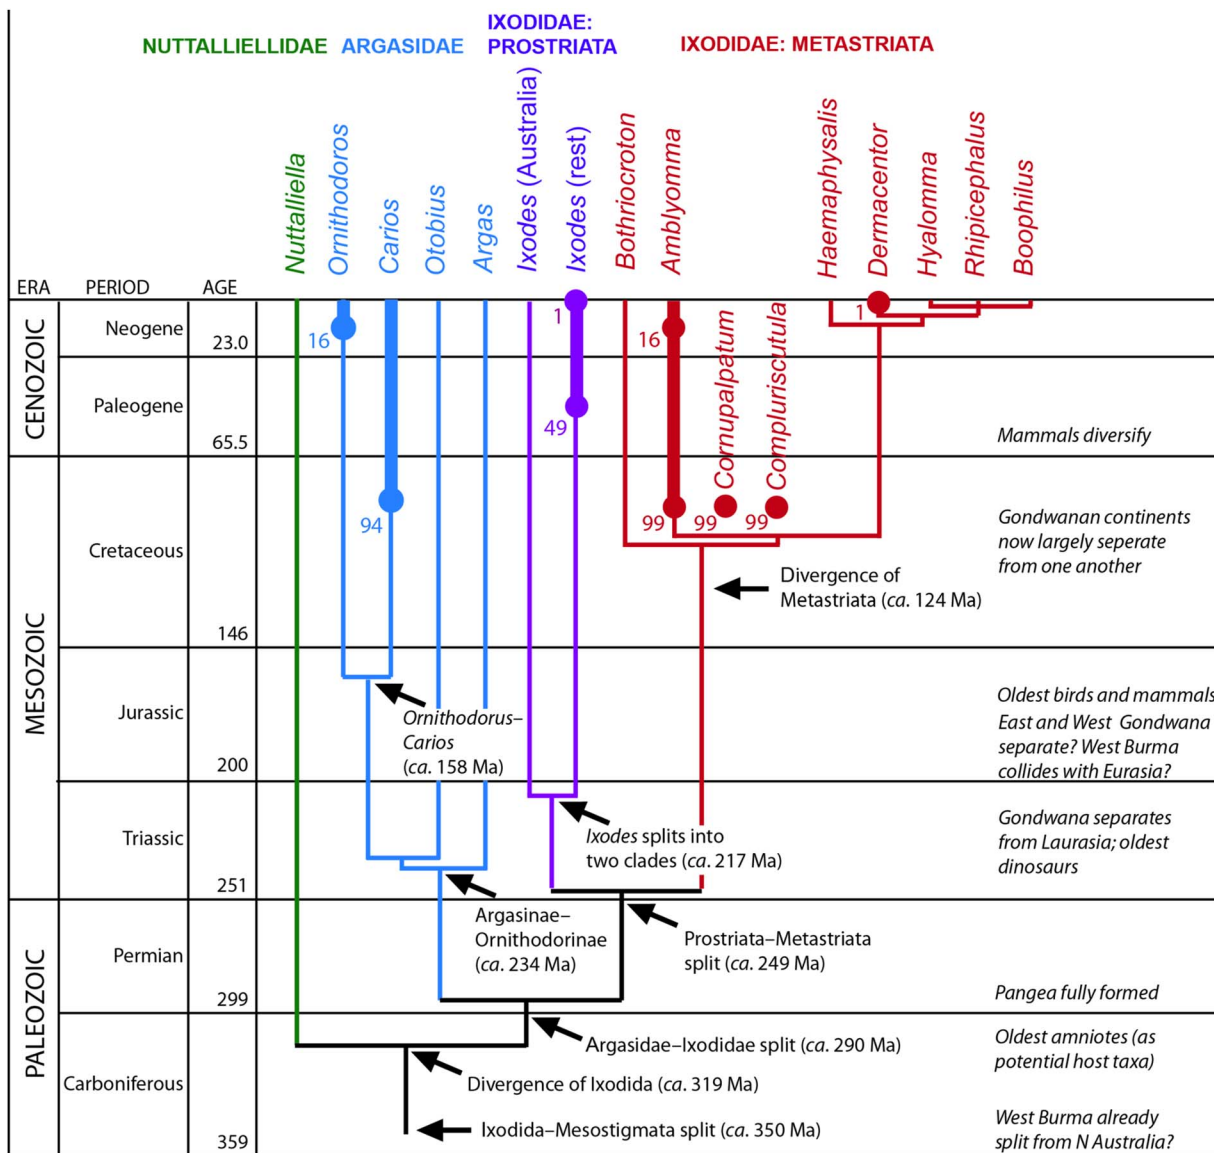 IXODIDAE:
NUTTALLIELLIDAE ARGASIDAE PROSTRIATA IXODIDAE: METASTRIATA
Nuttalliella
Ornithodoros
Carios
Otobius
Argas
Ixodes (Australia)
Ixodes (rest)
Bothriocroton
Amblyomma
Haemaphysalis
Dermacentor
Hyalomma
Rhipicephalus
Boophilus
ERA PERIOD AGE
CENOZOIC
Neogene
23.0
16
1
16
1
Cornupalpatum
Compluriscutula
Paleogene
65.5
49
Mammals diversify
MESOZOIC
94
99
99
99
Cretaceous
146
Gondwanan continents
now largely seperate
from one another
Divergence of
Metastriata (ca. 124 Ma)
Jurassic
200
Ornithodorus–
Carios
(ca. 158 Ma)
Oldest birds and mammals
East and West Gondwana
separate? West Burma
collides with Eurasia?
Triassic
251
Ixodes splits into
two clades (ca. 217 Ma)
Gondwana separates
from Laurasia; oldest
dinosaurs
PALEOZOIC
Permian
299
Argasinae–
Ornithodorinae
(ca. 234 Ma)
Prostriata–Metastriata
split (ca. 249 Ma)
Pangea fully formed
Carboniferous
359
Argasidae–Ixodidae split (ca. 290 Ma)
Oldest amniotes (as
potential host taxa)
Divergence of Ixodida (ca. 319 Ma)
Ixodida–Mesostigmata split (ca. 350 Ma)
West Burma already
split from N Australia?